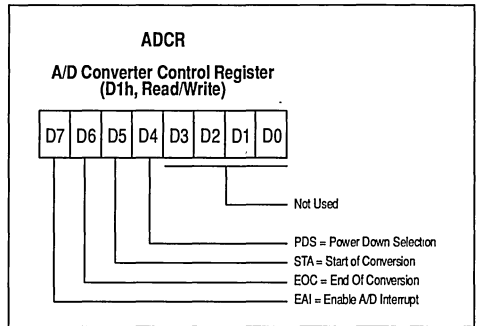 ADCR
A/D Converter Control Register
(D1h, Read/Write)
D7 D6 D5 D4 D3 D2 D1 D0
Not Used
PDS = Power Down Selection
STA = Start of Conversion
EOC = End Of Conversion
EAI = Enable A/D Interrupt